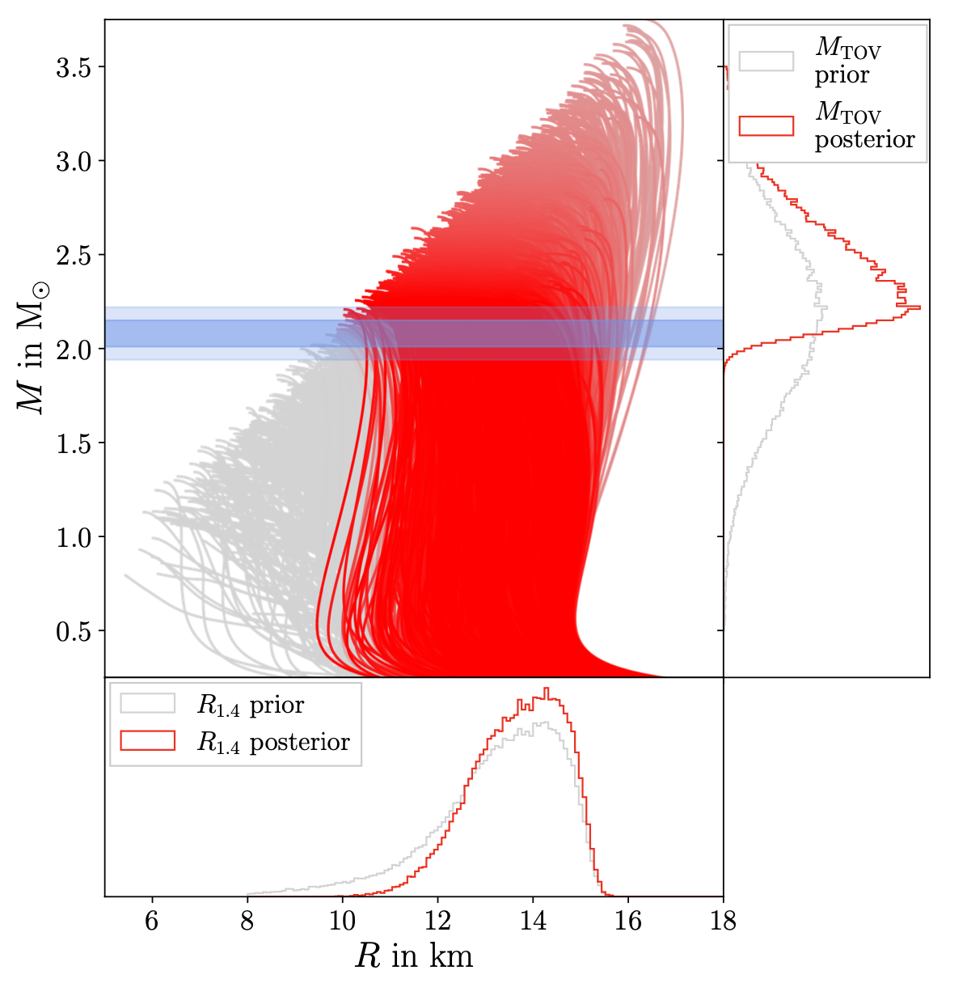 3.5
3.0
2.5
2.0
1.5
1.0
0.5
M in M⊙
M_TOV
prior
M_TOV
posterior
R_1.4 prior
R_1.4 posterior
6 8 10 12 14 16 18
R in km